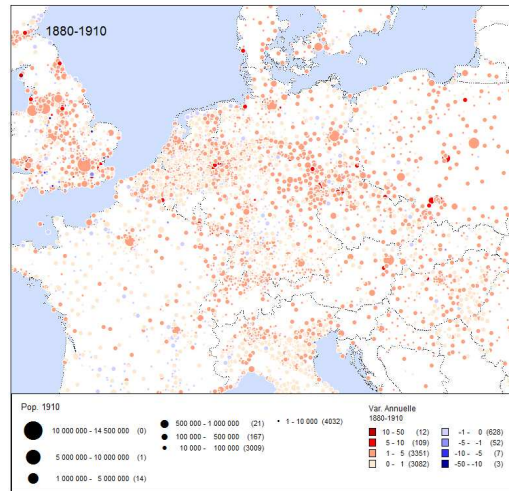 1880-1910
Pop. 1910
10 000 000 - 14 500 000 (0)
5 000 000 - 10 000 000 (1)
1 000 000 - 5 000 000 (14)
500 000 - 1 000 000 (21)
100 000 - 500 000 (167)
10 000 - 100 000 (3009)
1 - 10 000 (4032)
Var. Annuelle
1880-1910
10 - 50 (12)
5 - 10 (109)
1 - 5 (3351)
0 - 1 (3082)
-1 - 0 (628)
-5 - -1 (52)
-10 - -5 (7)
-50 - -10 (3)